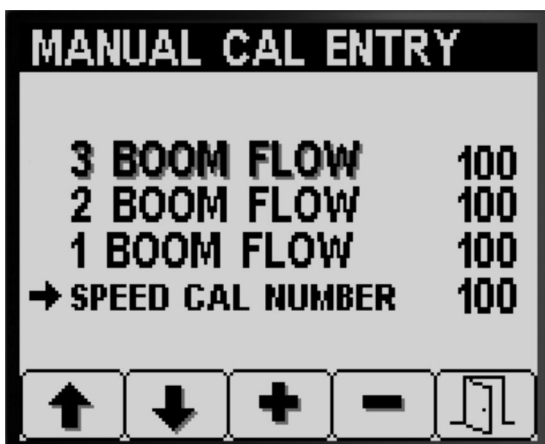 MANUAL CAL ENTRY
3 BOOM FLOW 100
2 BOOM FLOW 100
1 BOOM FLOW 100
SPEED CAL NUMBER 100